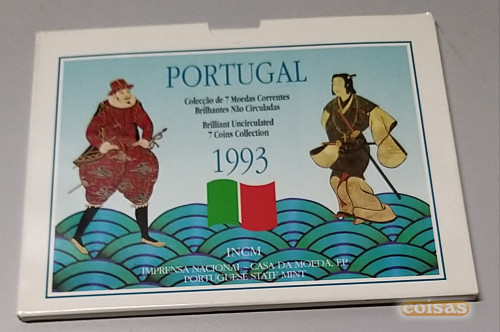 PORTUGAL
Colecção de 7 Moedas Correntes
Brilhantes Não Circuladas
Brilliant Uncirculated
7 Coins Collection
1993
INCM
IMPRENSA NACIONAL - CASA DA MOEDA, EP
PORTUGUESE STATE MINT
coisas